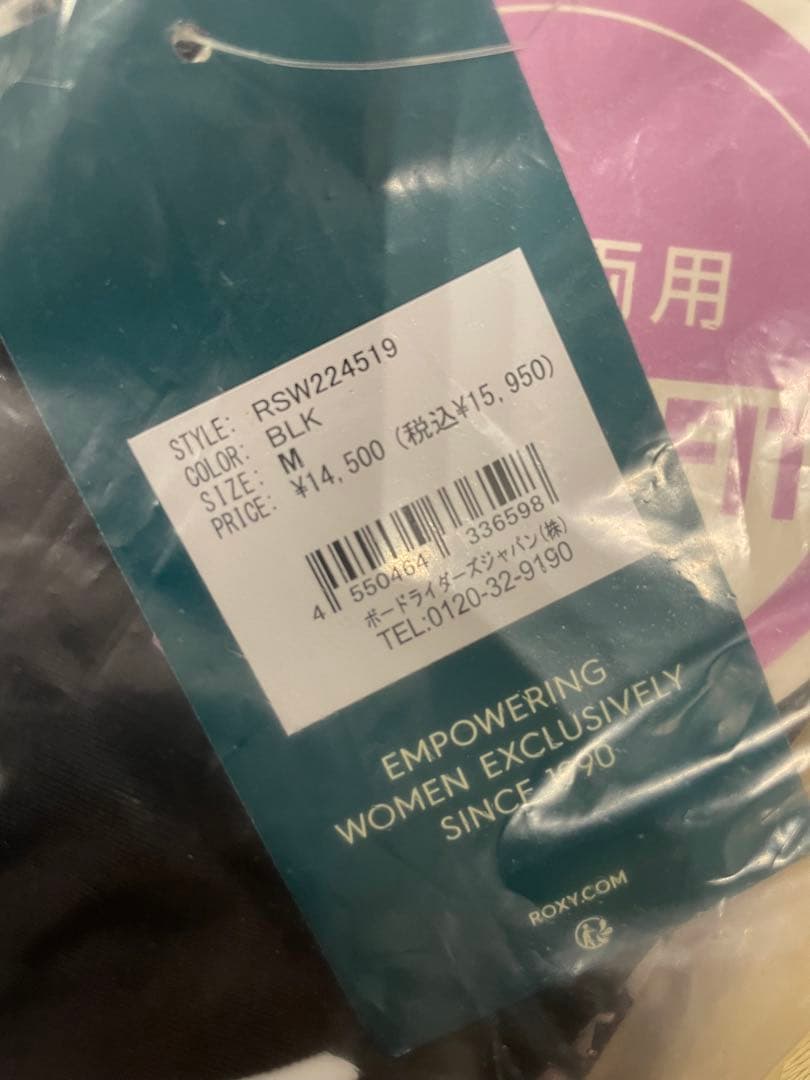 STYLE: RSW224519
COLOR: BLK
SIZE: M
PRICE: ¥14,500 (税込¥15,950)
4 550464 336598
ボードライダーズジャパン(株)
TEL:0120-32-9190
EMPOWERING
WOMEN EXCLUSIVELY
SINCE 1990
ROXY.COM
両用